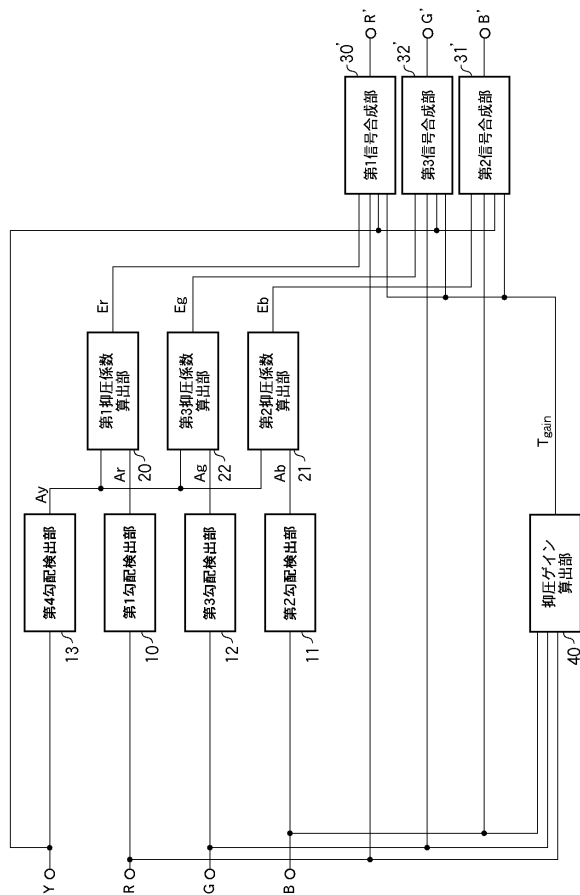 Y
R
G
B
第4勾配検出部
13
第1勾配検出部
10
第3勾配検出部
12
第2勾配検出部
11
Ay
Ar
Ag
Ab
第1抑圧係数
算出部
20
第3抑圧係数
算出部
22
第2抑圧係数
算出部
21
Er
Eg
Eb
抑圧ゲイン
算出部
40
Tgain
第1信号合成部
30'
第3信号合成部
32'
第2信号合成部
31'
R'
G'
B'